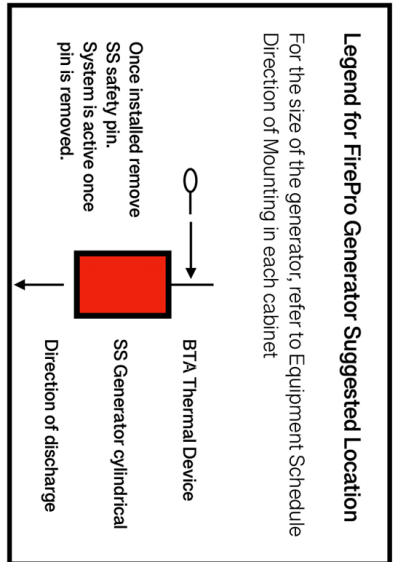 Legend for FirePro Generator Suggested Location
For the size of the generator, refer to Equipment Schedule
Direction of Mounting in each cabinet
BTA Thermal Device
Once installed remove
SS safety pin.
System is active once
pin is removed.
SS Generator cylindrical
Direction of discharge